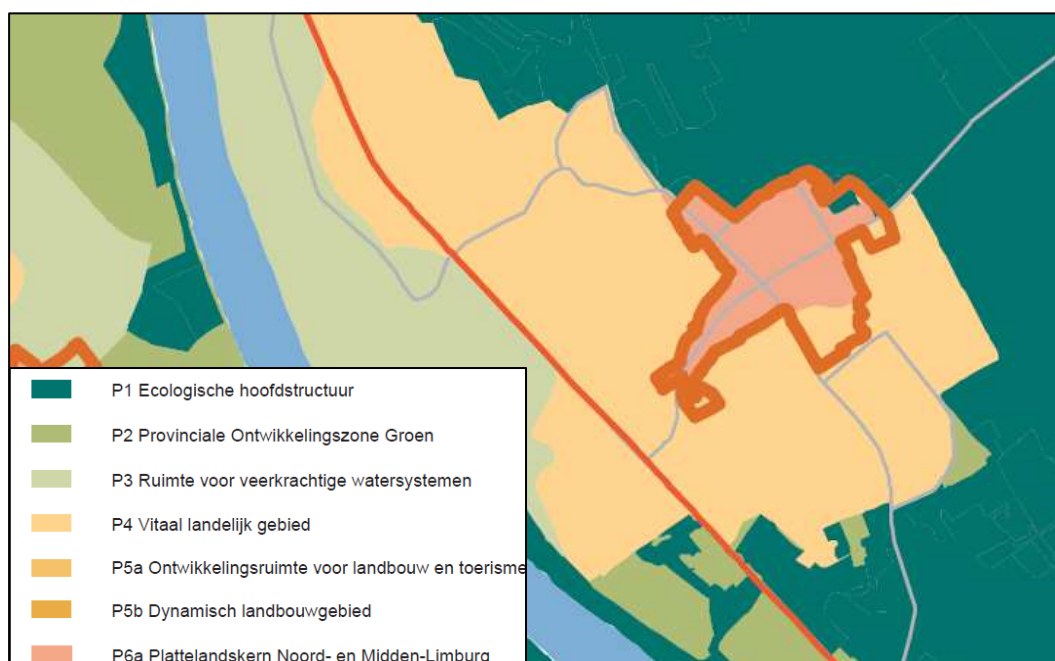 P1 Ecologische hoofdstructuur
P2 Provinciale Ontwikkelingszone Groen
P3 Ruimte voor veerkrachtige watersystemen
P4 Vitaal landelijk gebied
P5a Ontwikkelingsruimte voor landbouw en toerisme
P5b Dynamisch landbouwgebied
P6a Plattelandskern Noord- en Midden-Limburg